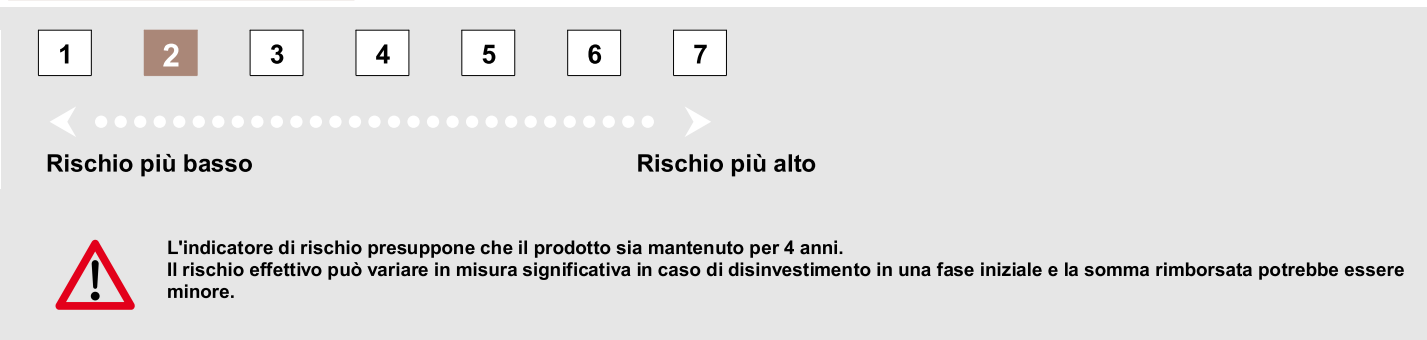 1 2 3 4 5 6 7
Rischio più basso Rischio più alto
L'indicatore di rischio presuppone che il prodotto sia mantenuto per 4 anni.
Il rischio effettivo può variare in misura significativa in caso di disinvestimento in una fase iniziale e la somma rimborsata potrebbe essere
minore.